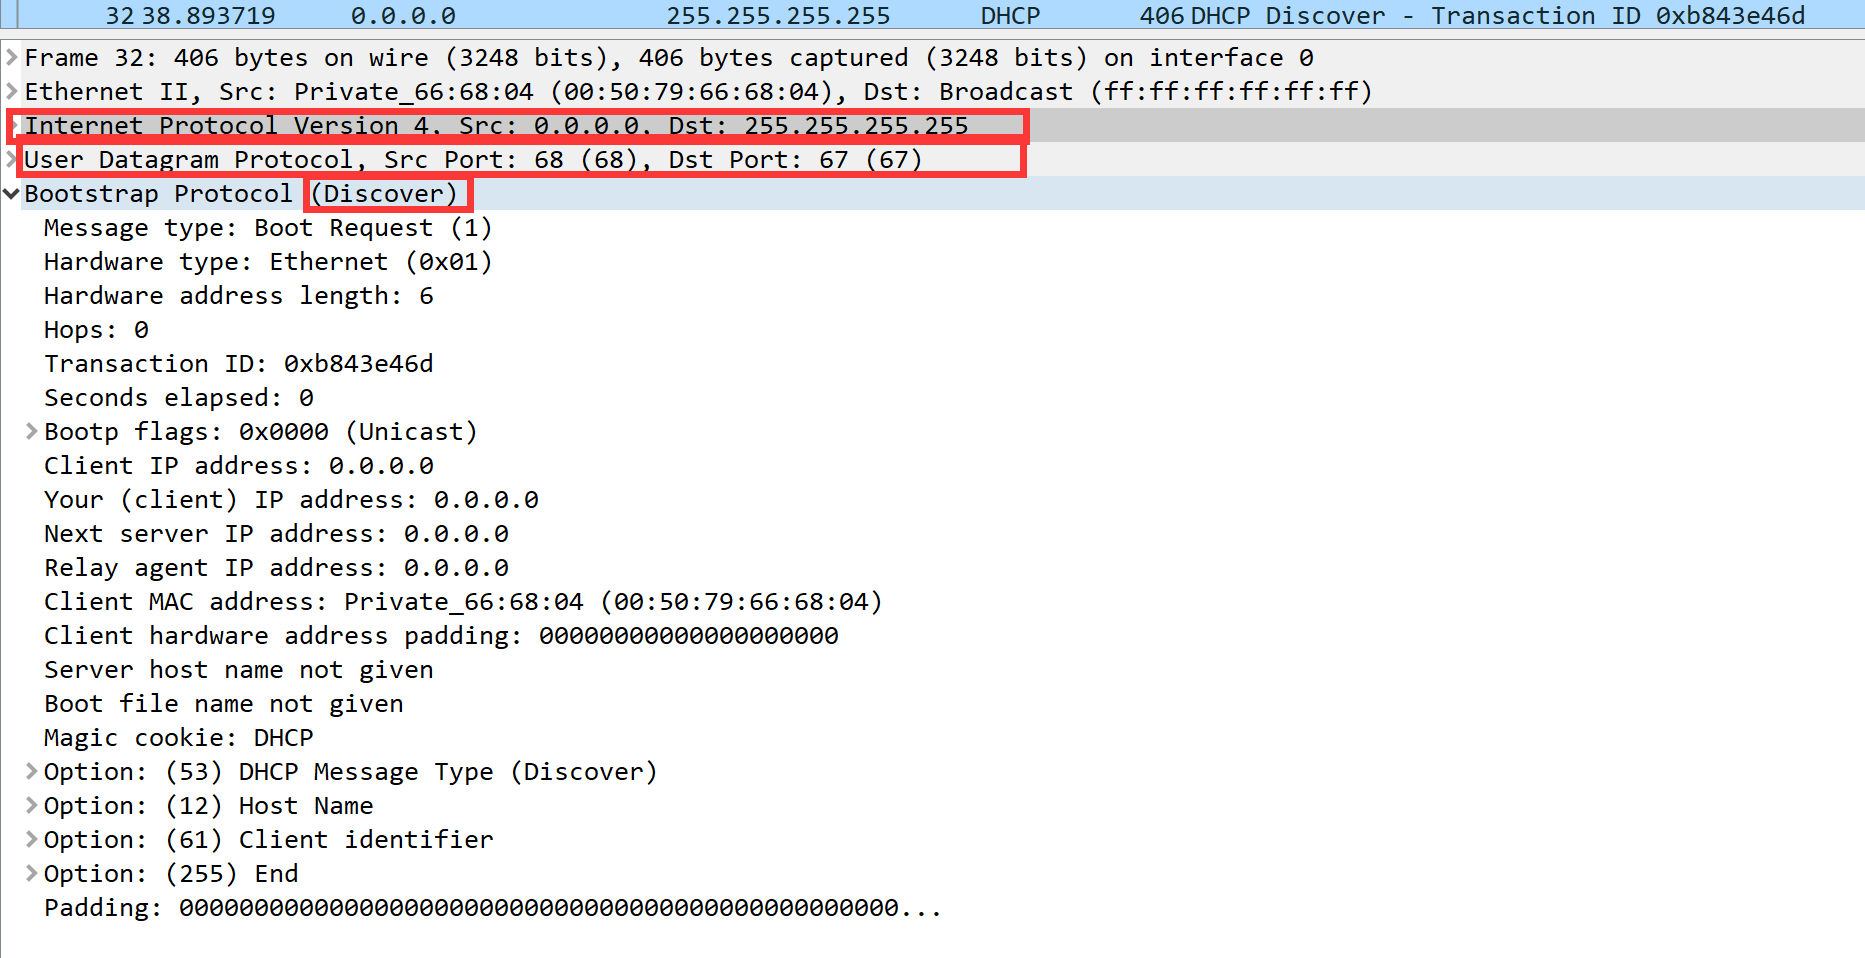 32 38.893719 0.0.0.0 255.255.255.255 DHCP 406 DHCP Discover - Transaction ID 0xb843e46d
Frame 32: 406 bytes on wire (3248 bits), 406 bytes captured (3248 bits) on interface 0
Ethernet II, Src: Private_66:68:04 (00:50:79:66:68:04), Dst: Broadcast (ff:ff:ff:ff:ff:ff)
Internet Protocol Version 4, Src: 0.0.0.0, Dst: 255.255.255.255
User Datagram Protocol, Src Port: 68 (68), Dst Port: 67 (67)
Bootstrap Protocol (Discover)
Message type: Boot Request (1)
Hardware type: Ethernet (0x01)
Hardware address length: 6
Hops: 0
Transaction ID: 0xb843e46d
Seconds elapsed: 0
Bootp flags: 0x0000 (Unicast)
Client IP address: 0.0.0.0
Your (client) IP address: 0.0.0.0
Next server IP address: 0.0.0.0
Relay agent IP address: 0.0.0.0
Client MAC address: Private_66:68:04 (00:50:79:66:68:04)
Client hardware address padding: 00000000000000000000
Server host name not given
Boot file name not given
Magic cookie: DHCP
Option: (53) DHCP Message Type (Discover)
Option: (12) Host Name
Option: (61) Client identifier
Option: (255) End
Padding: 000000000000000000000000000000000000000000000000...